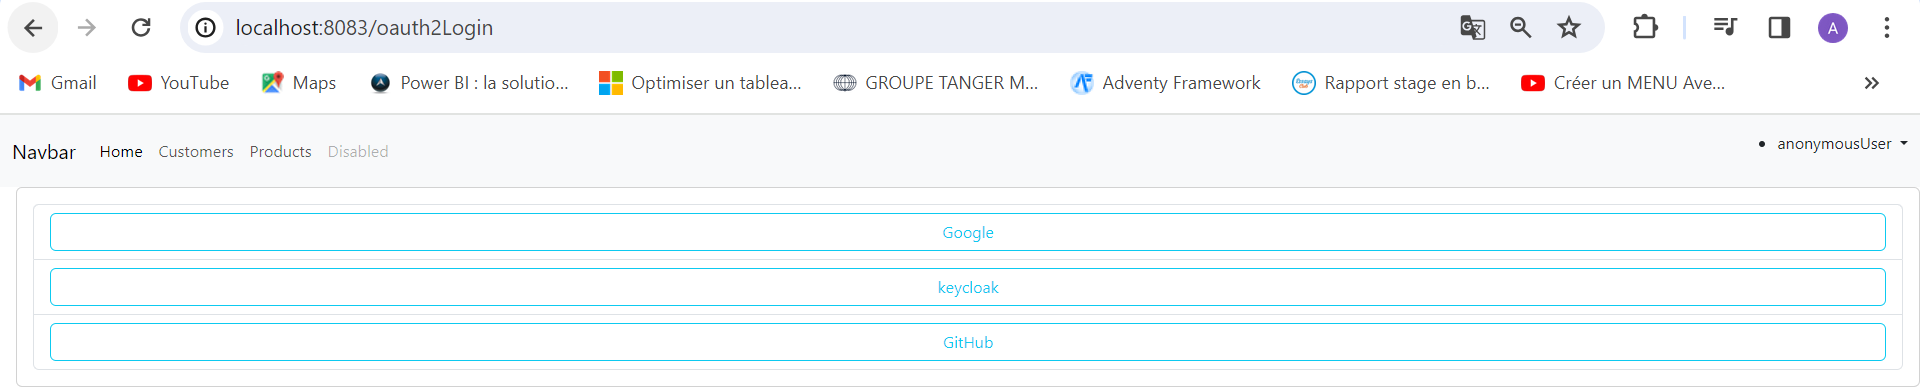 localhost:8083/oauth2Login
A
Gmail YouTube Maps Power BI : la solutio... Optimiser un tablea... GROUPE TANGER M... Adventy Framework Rapport stage en b... Créer un MENU Ave...
Navbar Home Customers Products Disabled anonymousUser
Google
keycloak
GitHub